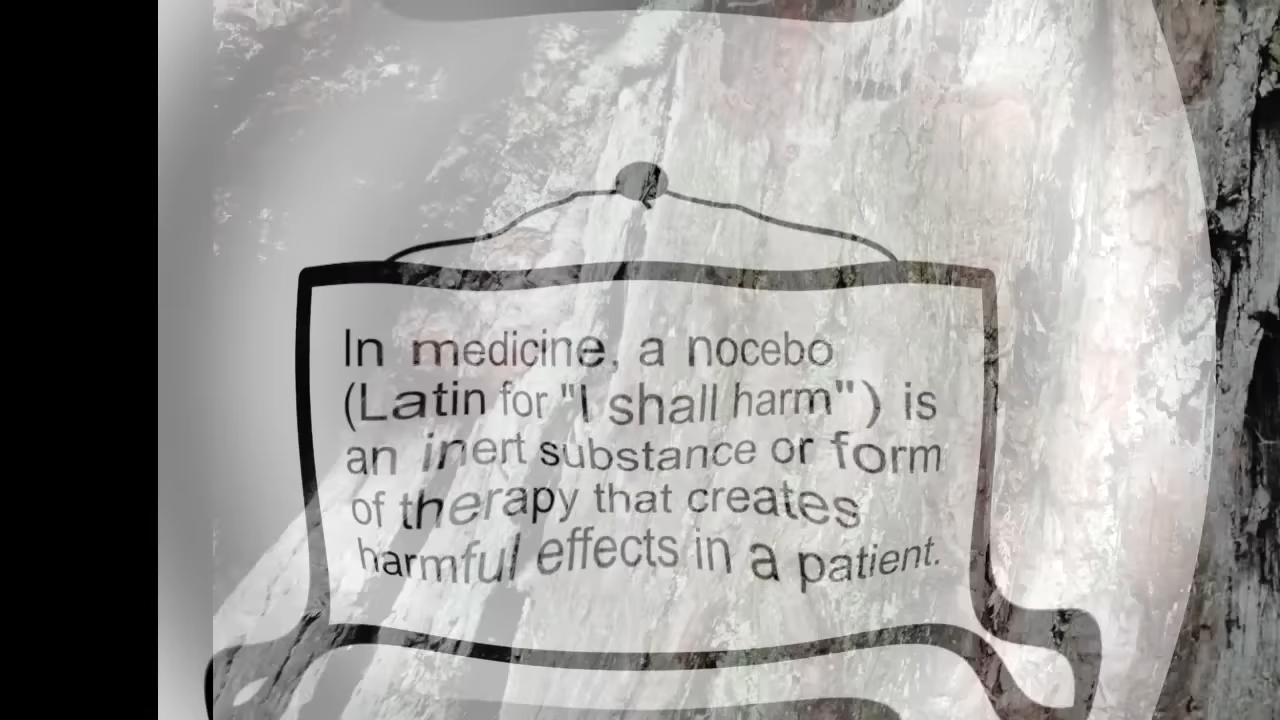 In medicine, a nocebo
(Latin for "I shall harm") is
an inert substance or form
of therapy that creates
harmful effects in a patient.